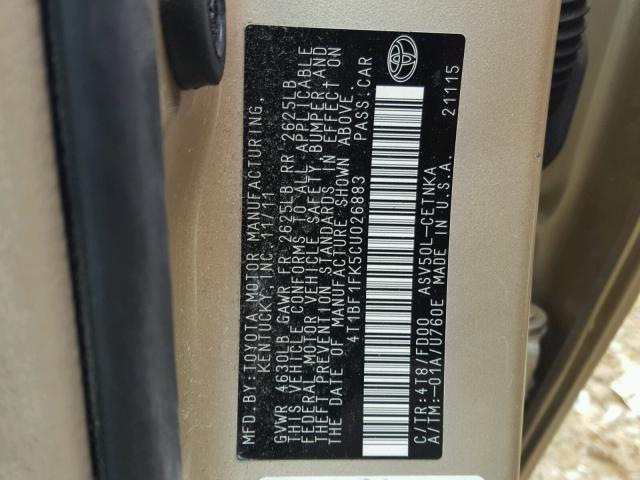 MFD.BY:TOYOTA MOTOR MANUFACTURING,
KENTUCKY, INC. 11/11
GVWR 4630LB GAWR FR 2625LB RR 2625LB
THIS VEHICLE CONFORMS TO ALL APPLICABLE
FEDERAL MOTOR VEHICLE SAFETY, BUMPER, AND
THEFT PREVENTION STANDARDS IN EFFECT ON
THE DATE OF MANUFACTURE SHOWN ABOVE.
4T1BF1FK5CU026883 PASS.CAR
C/TR:4T8/FD00 ASV50L-CETNKA
A/TM:-01A/U760E MADE IN U.S.A. 21115